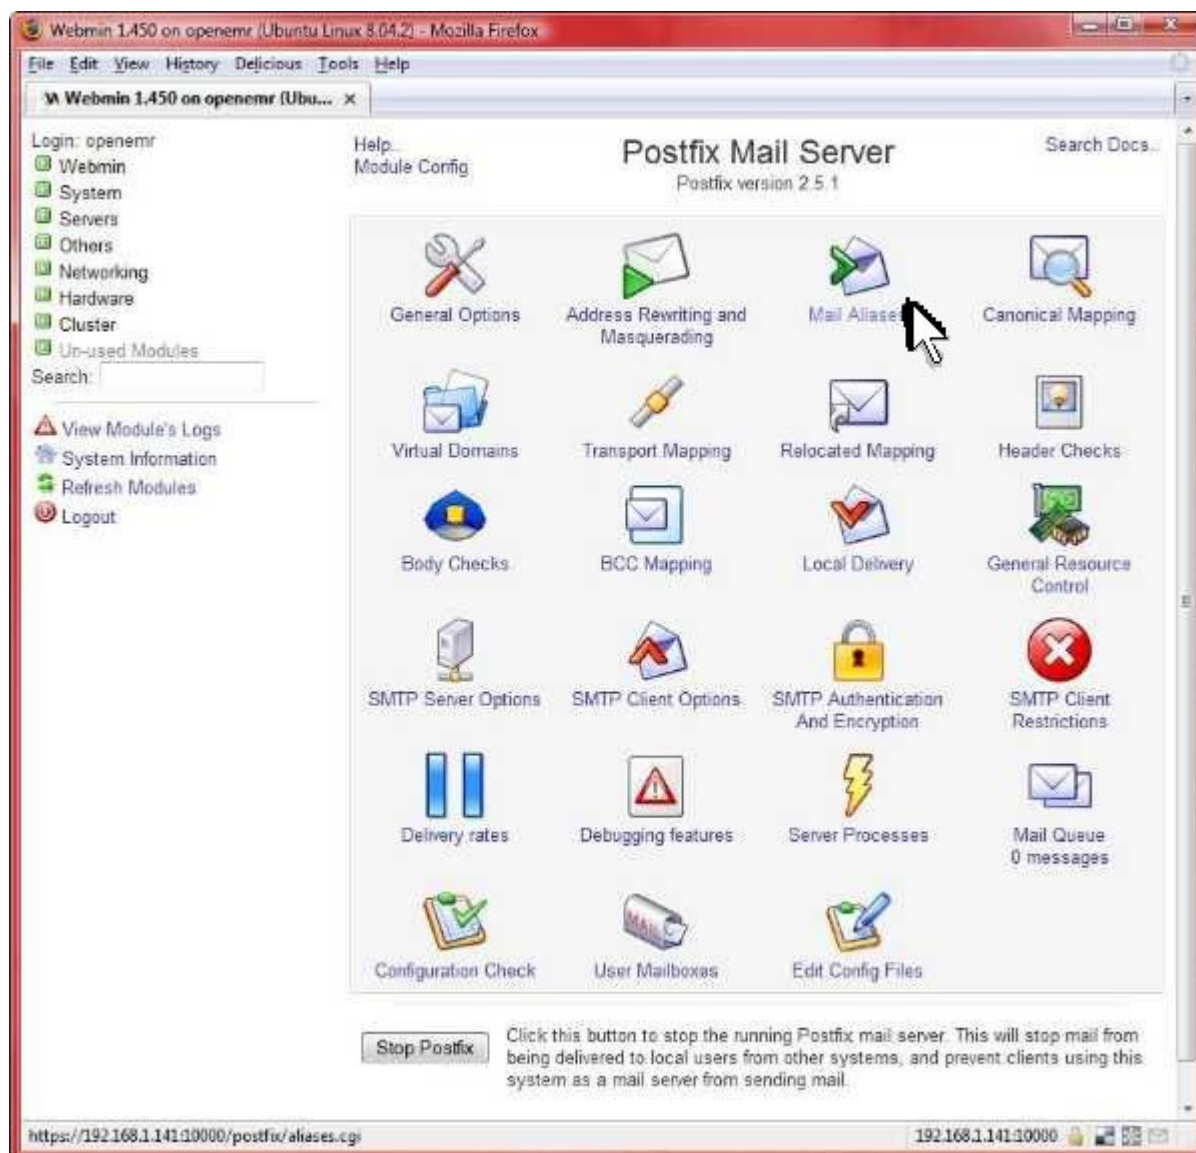 Webmin 1.450 on openemr (Ubuntu Linux 8.04.2) - Mozilla Firefox
File Edit View History Delicious Tools Help
Webmin 1.450 on openemr (Ubu...
Login: openemr
Webmin
System
Servers
Others
Networking
Hardware
Cluster
Un-used Modules
Search:
View Module's Logs
System Information
Refresh Modules
Logout
Help..
Module Config
Postfix Mail Server
Postfix version 2.5.1
Search Docs..
General Options
Address Rewriting and
Masquerading
Mail Aliases
Canonical Mapping
Virtual Domains
Transport Mapping
Relocated Mapping
Header Checks
Body Checks
BCC Mapping
Local Delivery
General Resource
Control
SMTP Server Options
SMTP Client Options
SMTP Authentication
And Encryption
SMTP Client
Restrictions
Delivery rates
Debugging features
Server Processes
Mail Queue
0 messages
Configuration Check
MAIL
User Mailboxes
Edit Config Files
Stop Postfix
Click this button to stop the running Postfix mail server. This will stop mail from
being delivered to local users from other systems, and prevent clients using this
system as a mail server from sending mail.
https://192.168.1.141:10000/postfix/aliases.cgi
192.168.1.141:10000